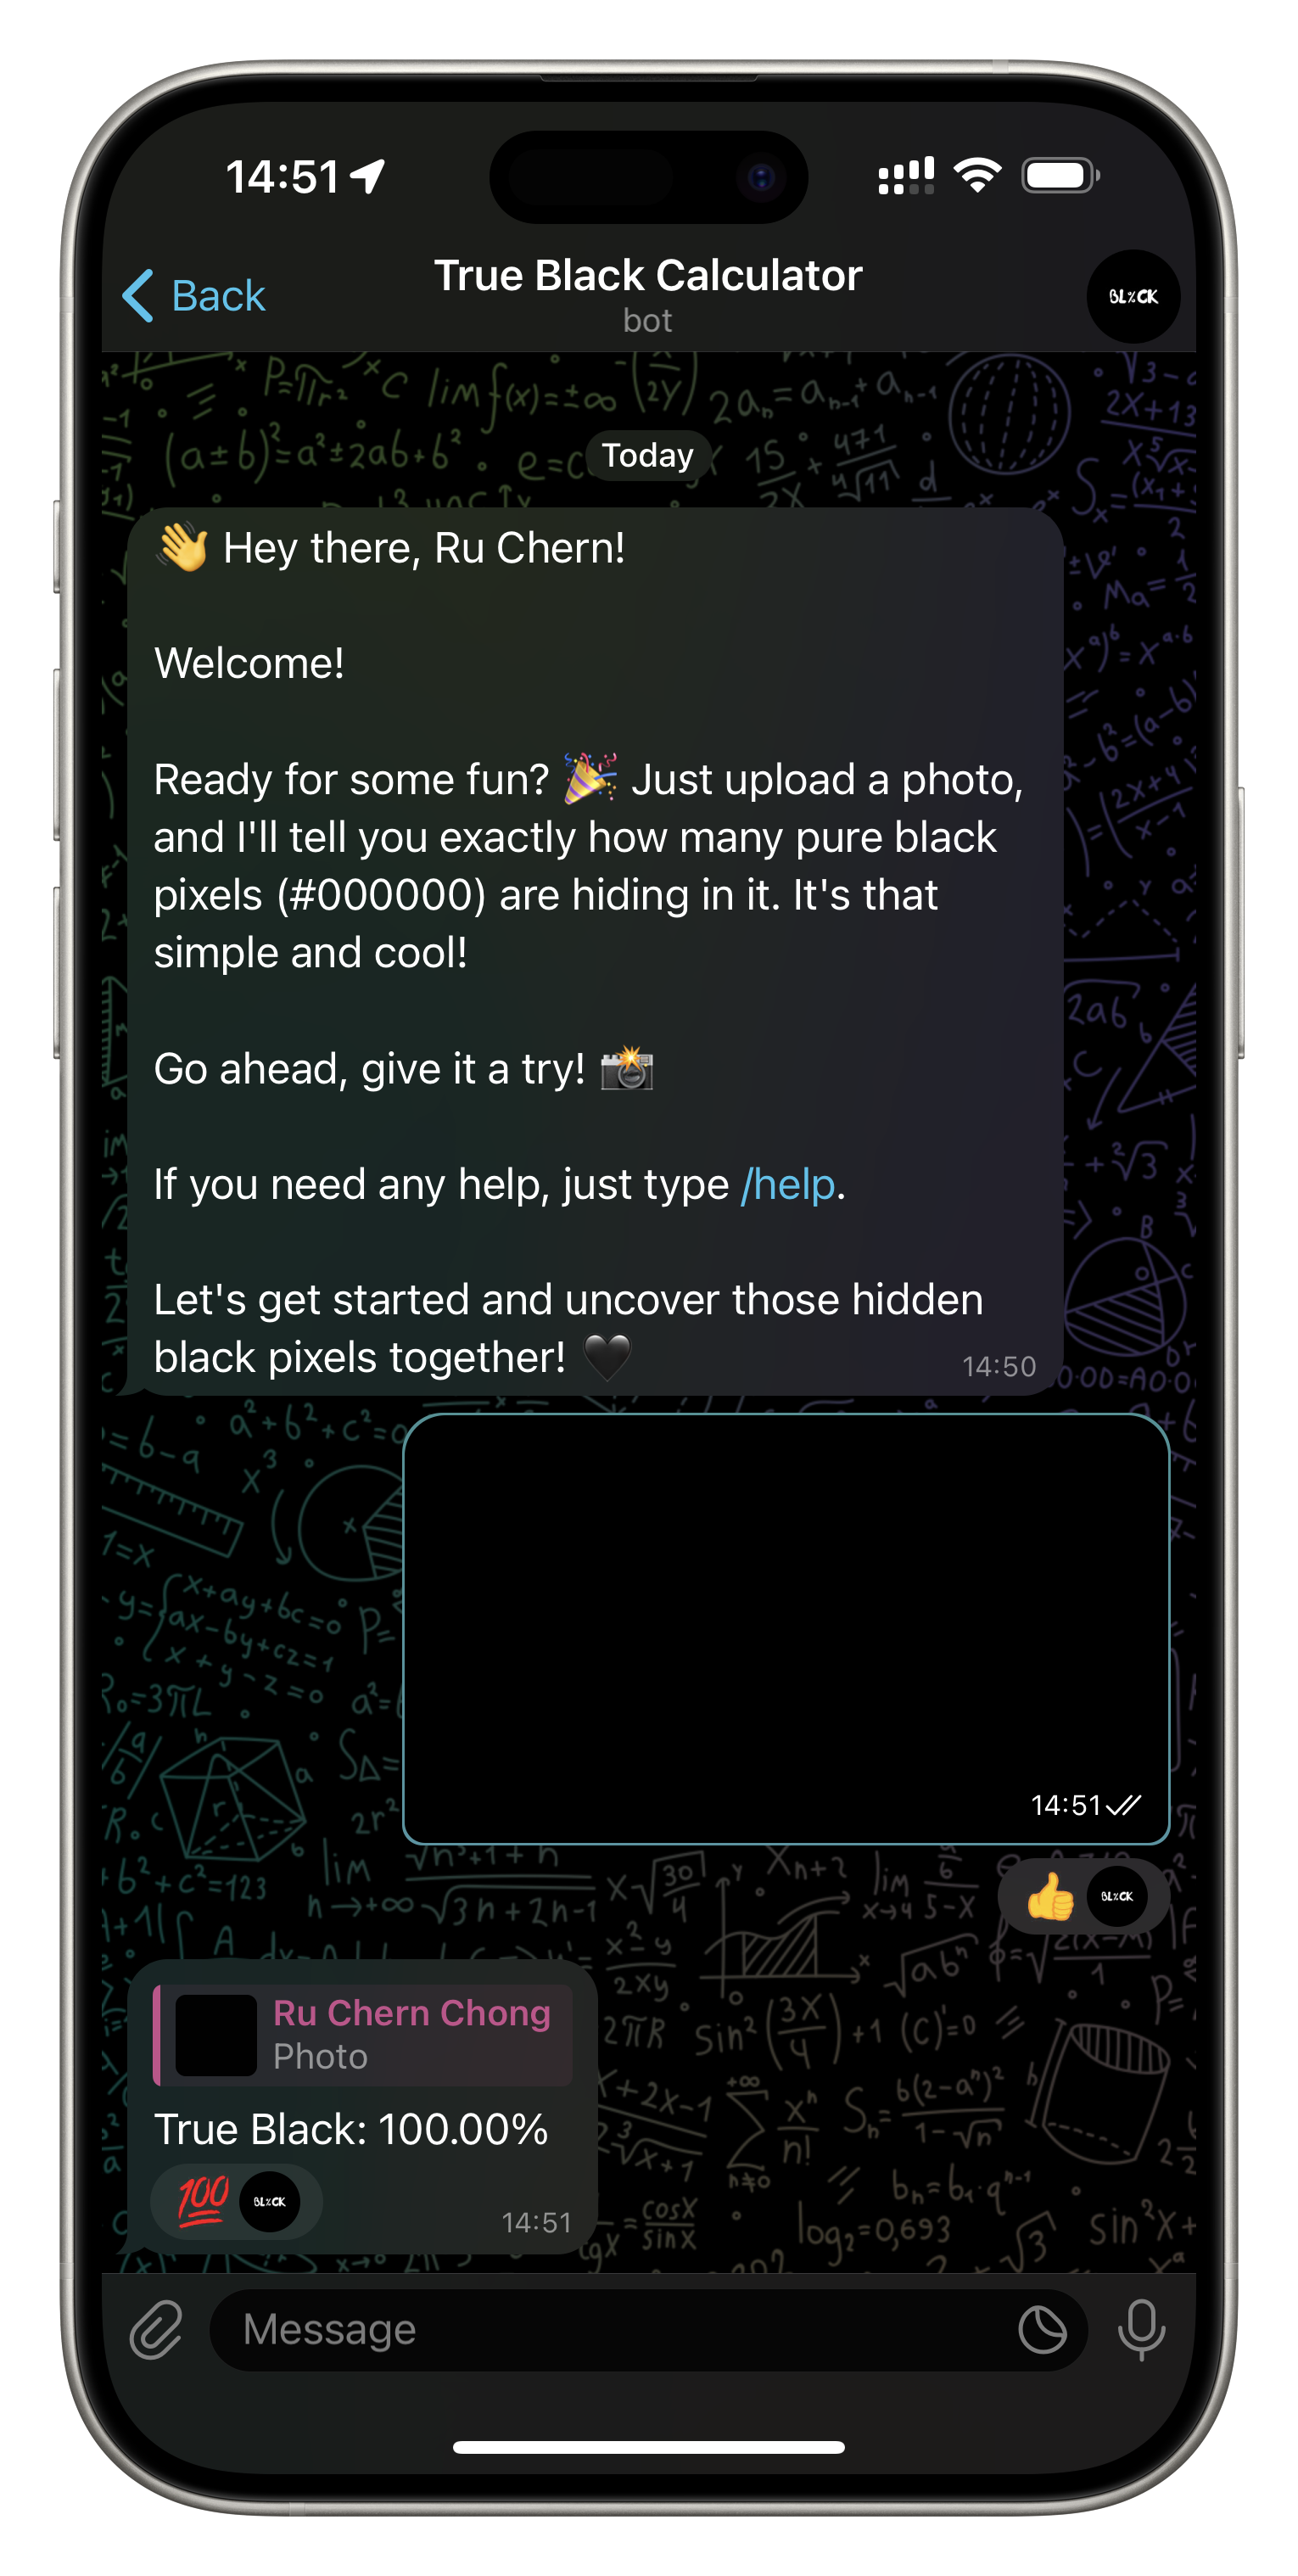 14:51
Back
True Black Calculator
bot
BL%CK
Today
👋 Hey there, Ru Chern!
Welcome!
Ready for some fun? 🎉 Just upload a photo,
and I'll tell you exactly how many pure black
pixels (#000000) are hiding in it. It's that
simple and cool!
Go ahead, give it a try! 📸
If you need any help, just type /help.
Let's get started and uncover those hidden
black pixels together! 🖤
14:50
14:51
👍 BL%CK
Ru Chern Chong
Photo
True Black: 100.00%
💯 BL%CK
14:51
Message